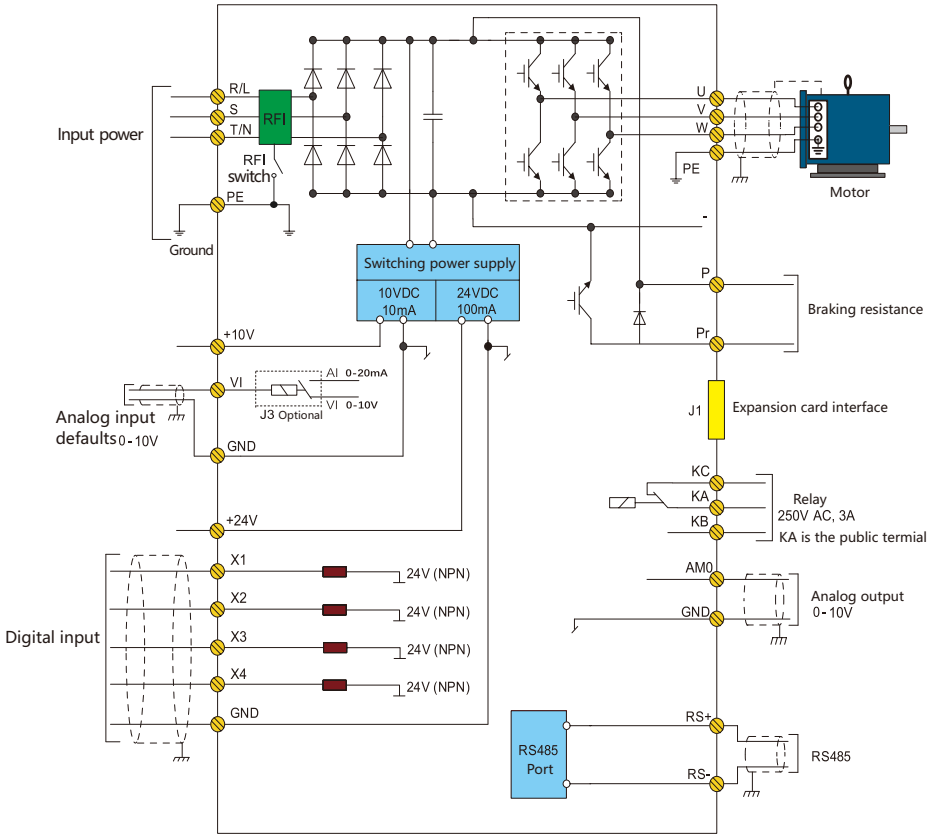 Input power
R/L
S
T/N
RFI
RFI
switch
PE
Ground
U
V
W
PE
Motor
-
Switching power supply
10VDC
10mA
24VDC
100mA
P
Pr
Braking resistance
+10V
VI
AI 0-20mA
VI 0-10V
J3 Optional
Analog input
defaults 0-10V
GND
J1
Expansion card interface
KC
KA
KB
Relay
250V AC, 3A
KA is the public termial
+24V
Digital input
X1
24V (NPN)
X2
24V (NPN)
X3
24V (NPN)
X4
24V (NPN)
GND
AM0
GND
Analog output
0-10V
RS485
Port
RS+
RS-
RS485